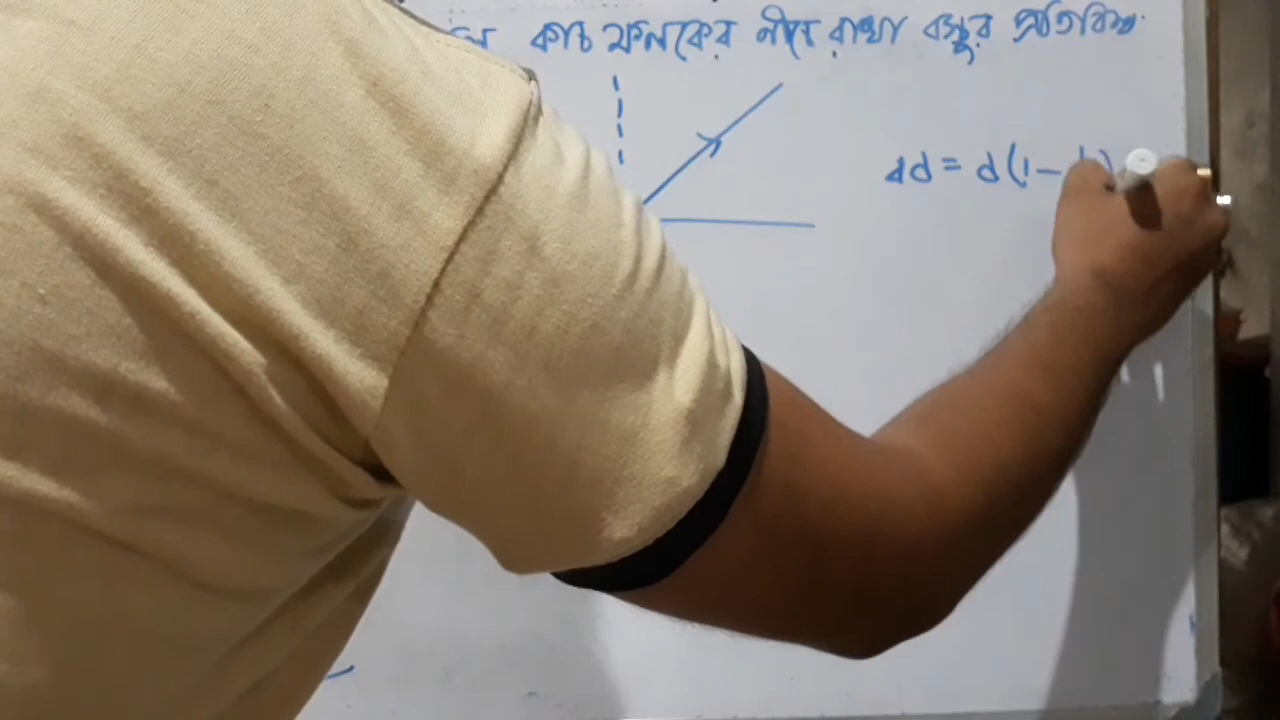 কাচ ফলকের নীচে রাখা বস্তুর প্রতিবিম্ব
Δd = d(1 -